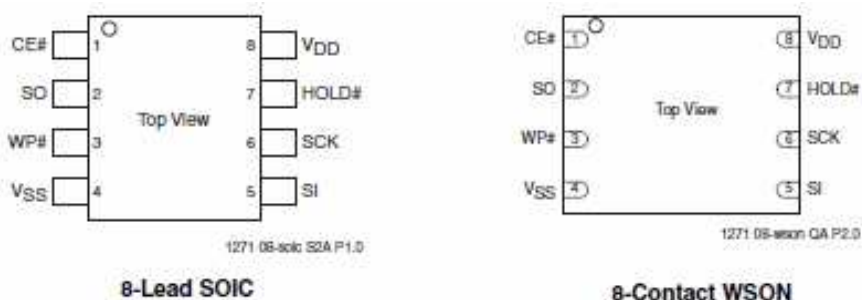 CE# 1 8 VDD
SO 2 7 HOLD#
WP# 3 6 SCK
VSS 4 5 SI
Top View
1271 08-soic S2A P1.0
8-Lead SOIC
CE# 1 8 VDD
SO 2 7 HOLD#
WP# 3 6 SCK
VSS 4 5 SI
Top View
1271 08-wson QA P2.0
8-Contact WSON